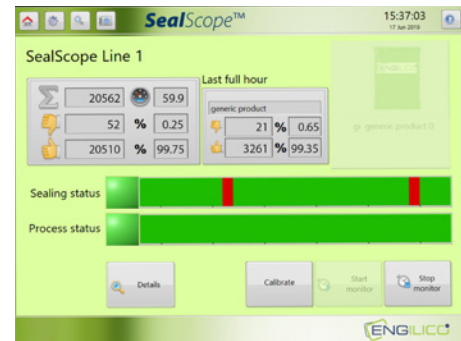 SealScope™
15:37:03
17 Jun 2019
SealScope Line 1
20562 59.9
52 % 0.25
20510 % 99.75
Last full hour
generic product
21 % 0.65
3261 % 99.35
ENGILICO
gp generic product 0
Sealing status
Process status
Details
Calibrate
Start monitor
Stop monitor
ENGILICO